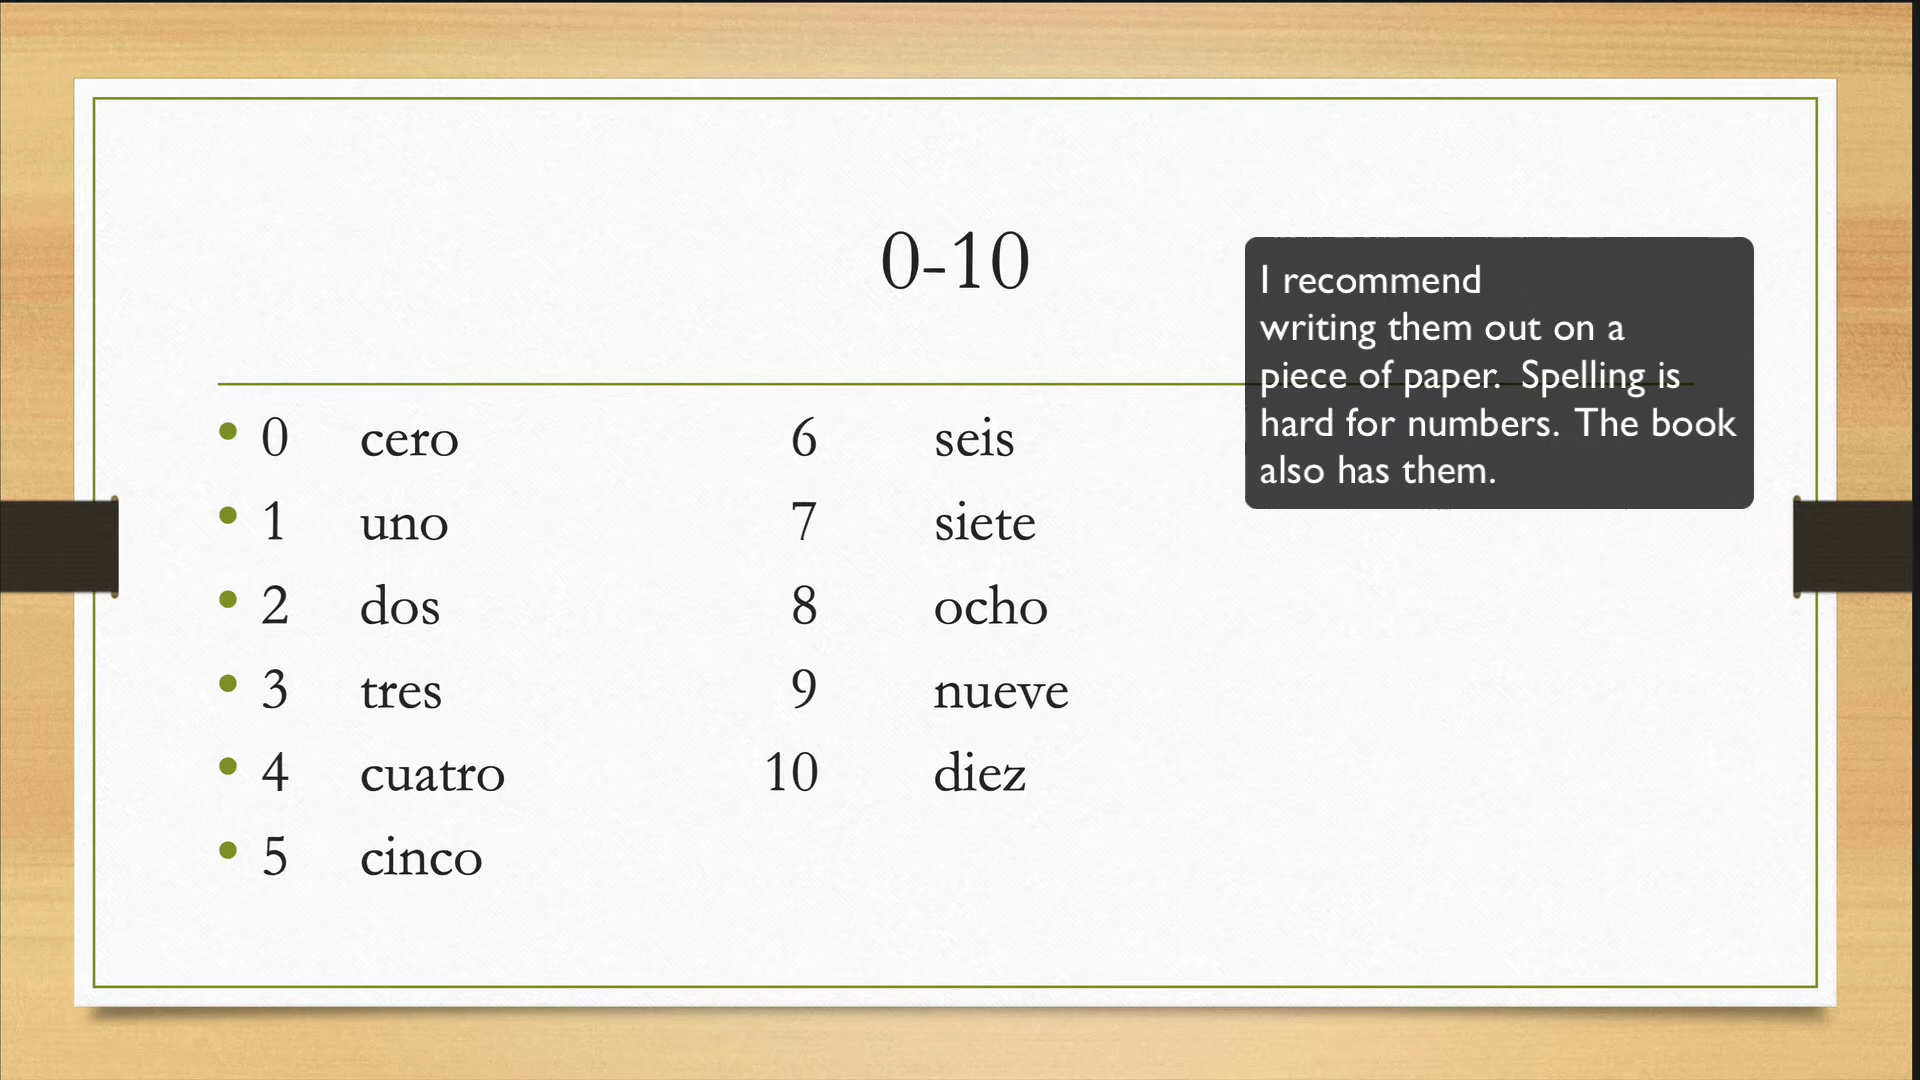 0-10
I recommend
writing them out on a
piece of paper.  Spelling is
hard for numbers.  The book
also has them.
• 0 cero 6 seis
• 1 uno 7 siete
• 2 dos 8 ocho
• 3 tres 9 nueve
• 4 cuatro 10 diez
• 5 cinco